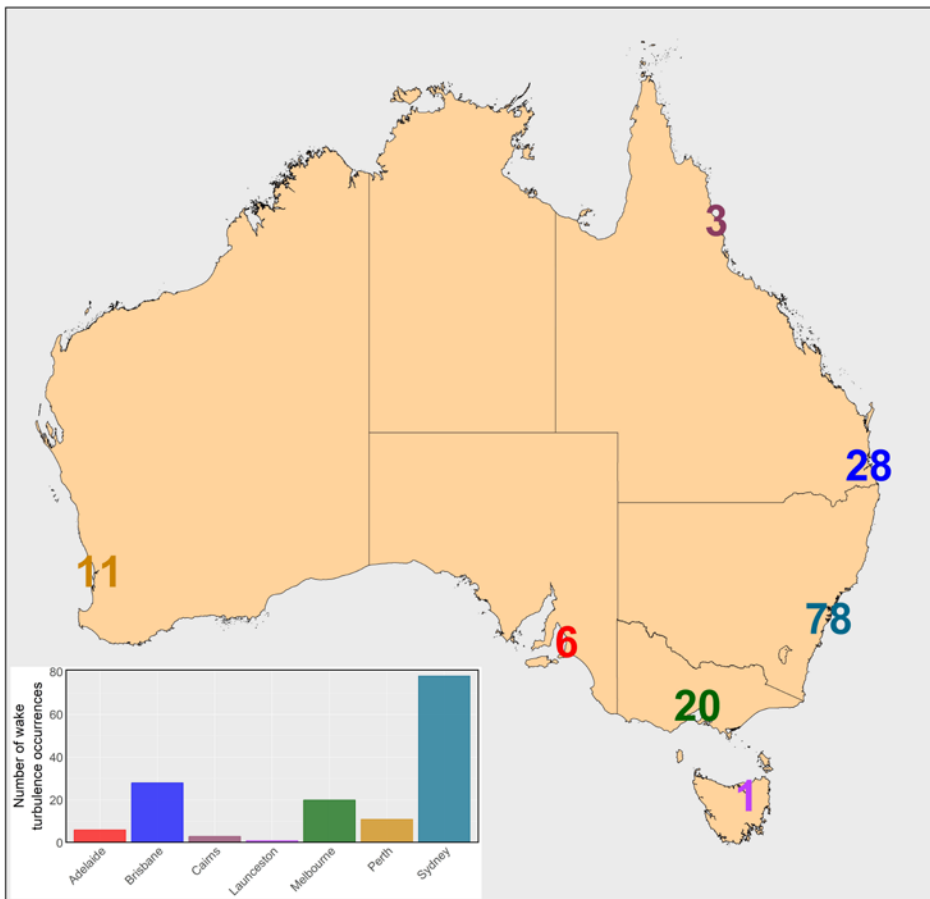 3
28
11
78
6
20
1
Number of wake
turbulence occurrences
80
60
40
20
0
Adelaide
Brisbane
Cairns
Launceston
Melbourne
Perth
Sydney